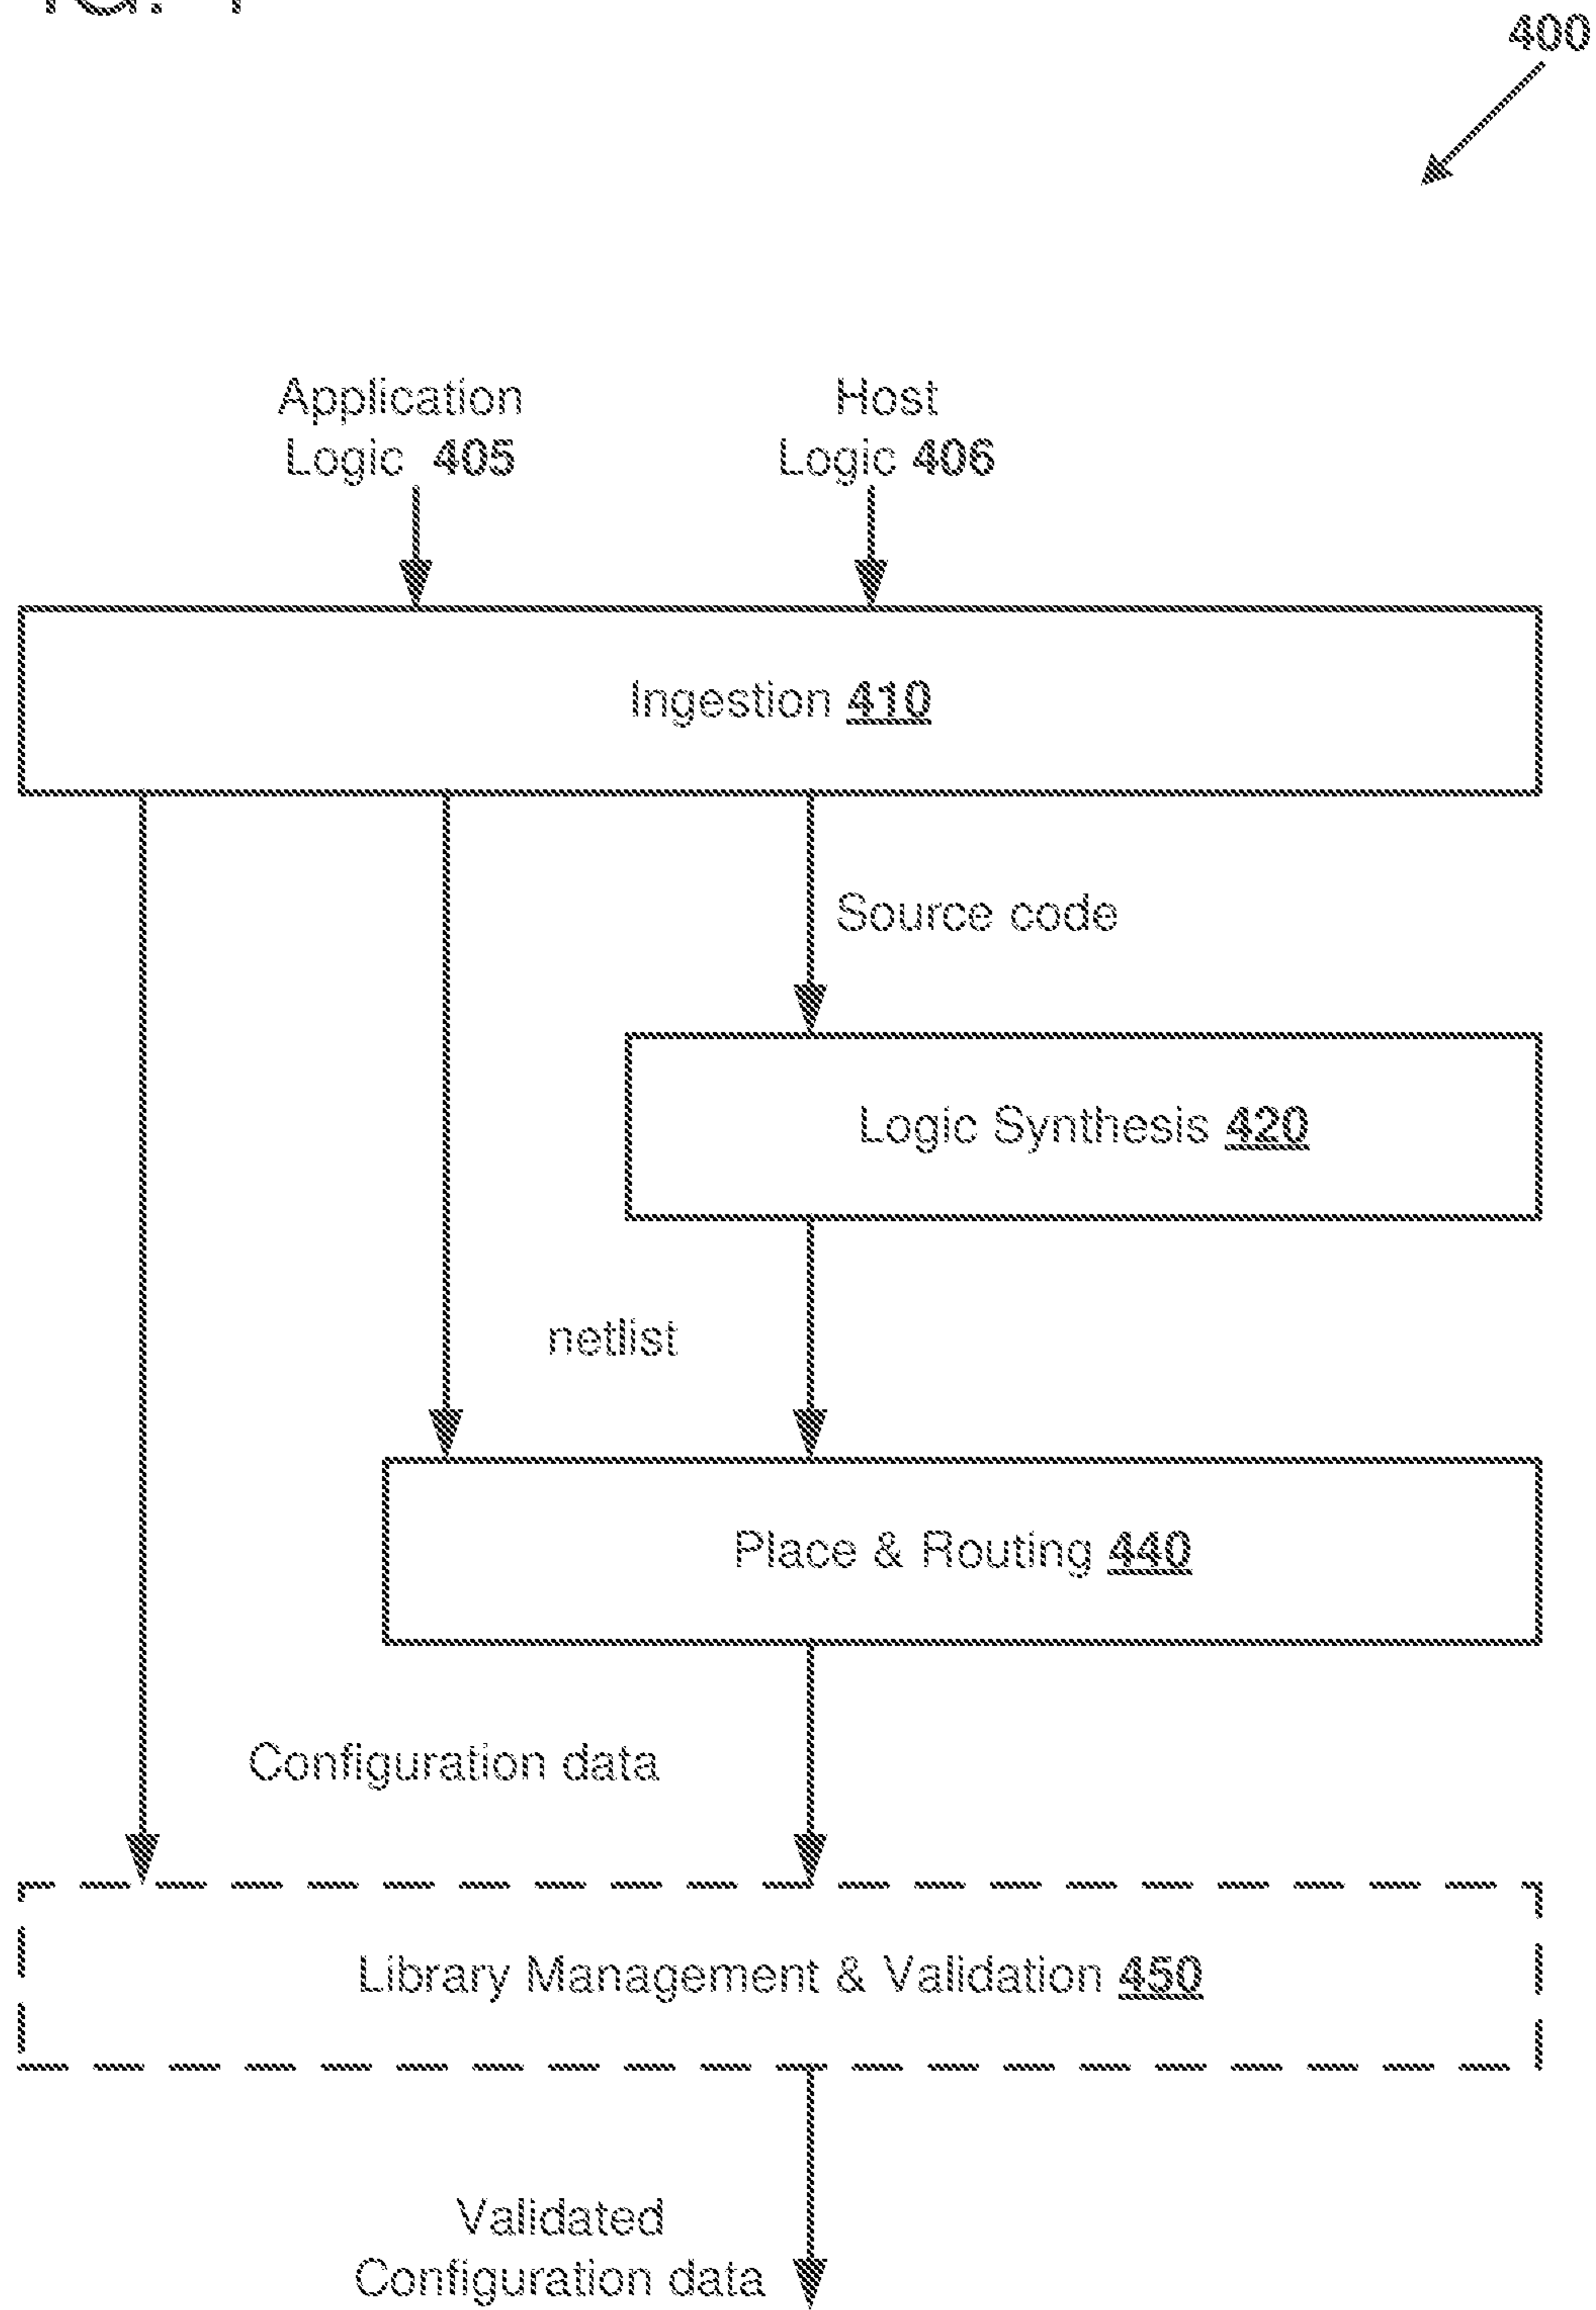 400
Application
Logic 405
Host
Logic 406
Ingestion 410
Source code
Logic Synthesis 420
netlist
Place & Routing 440
Configuration data
Library Management & Validation 450
Validated
Configuration data